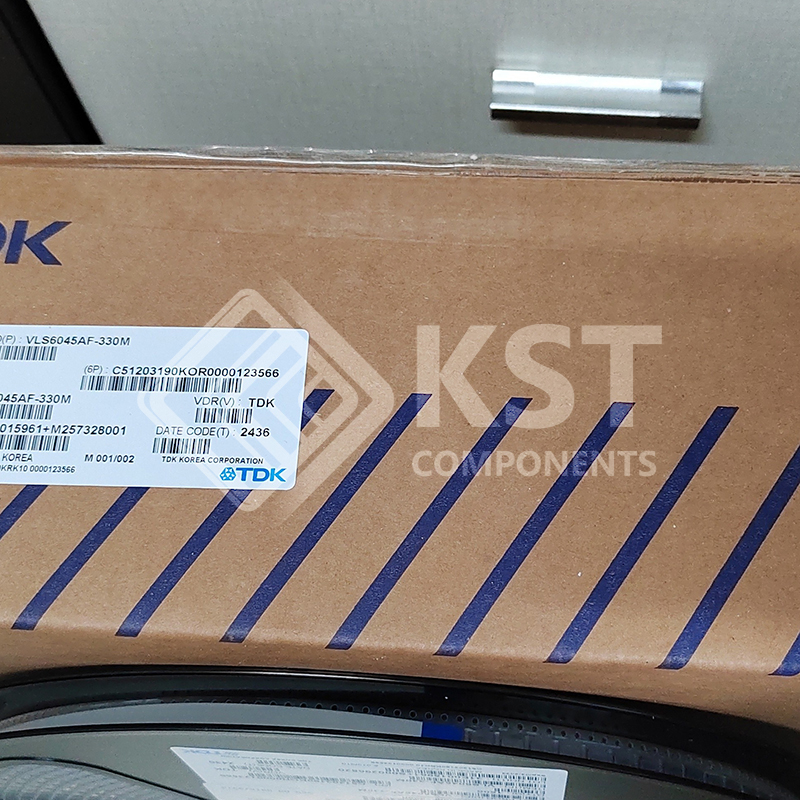 DK
(P): VLS6045AF-330M
(6P): C51203190KOR0000123566
045AF-330M
VDR(V): TDK
015961+M257328001
DATE CODE(T): 2436
KOREA
M 001/002
TDK KOREA CORPORATION
KRK10 0000123566
TDK
KST
COMPONENTS